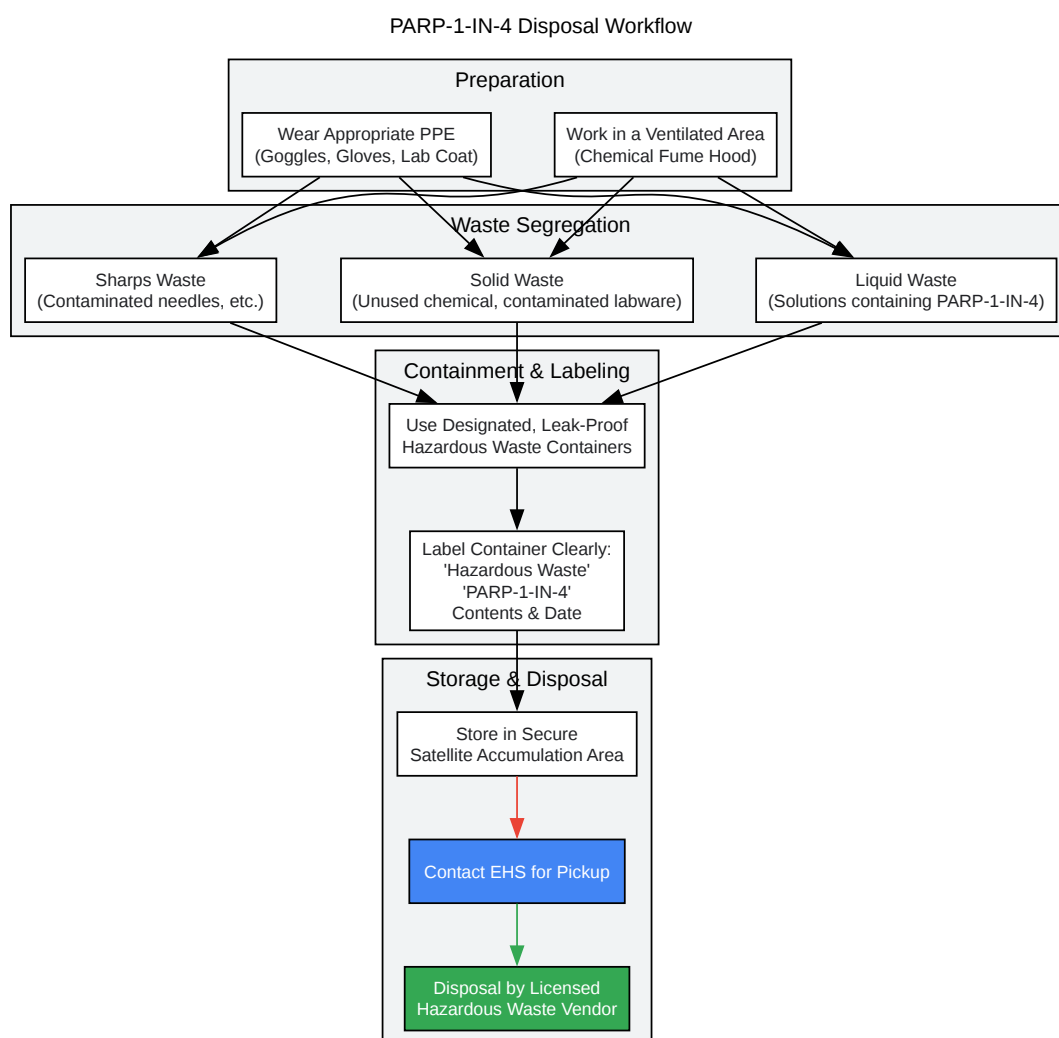 PARP-1-IN-4 Disposal Workflow
Preparation
Wear Appropriate PPE
(Goggles, Gloves, Lab Coat)
Work in a Ventilated Area
(Chemical Fume Hood)
Waste Segregation
Sharps Waste
(Contaminated needles, etc.)
Solid Waste
(Unused chemical, contaminated labware)
Liquid Waste
(Solutions containing PARP-1-IN-4)
Containment & Labeling
Use Designated, Leak-Proof
Hazardous Waste Containers
Label Container Clearly:
'Hazardous Waste'
'PARP-1-IN-4'
Contents & Date
Storage & Disposal
Store in Secure
Satellite Accumulation Area
Contact EHS for Pickup
Disposal by Licensed
Hazardous Waste Vendor